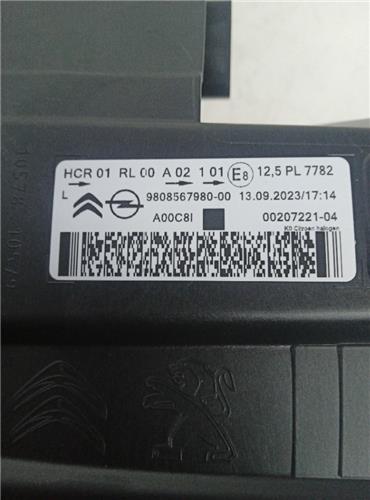 HCR 01 RL 00 A 02 1 01 E8 12,5 PL 7782
L
9808567980-00 13.09.2023/17:14
A00C8I 00207221-04
K0 Citroen halogen